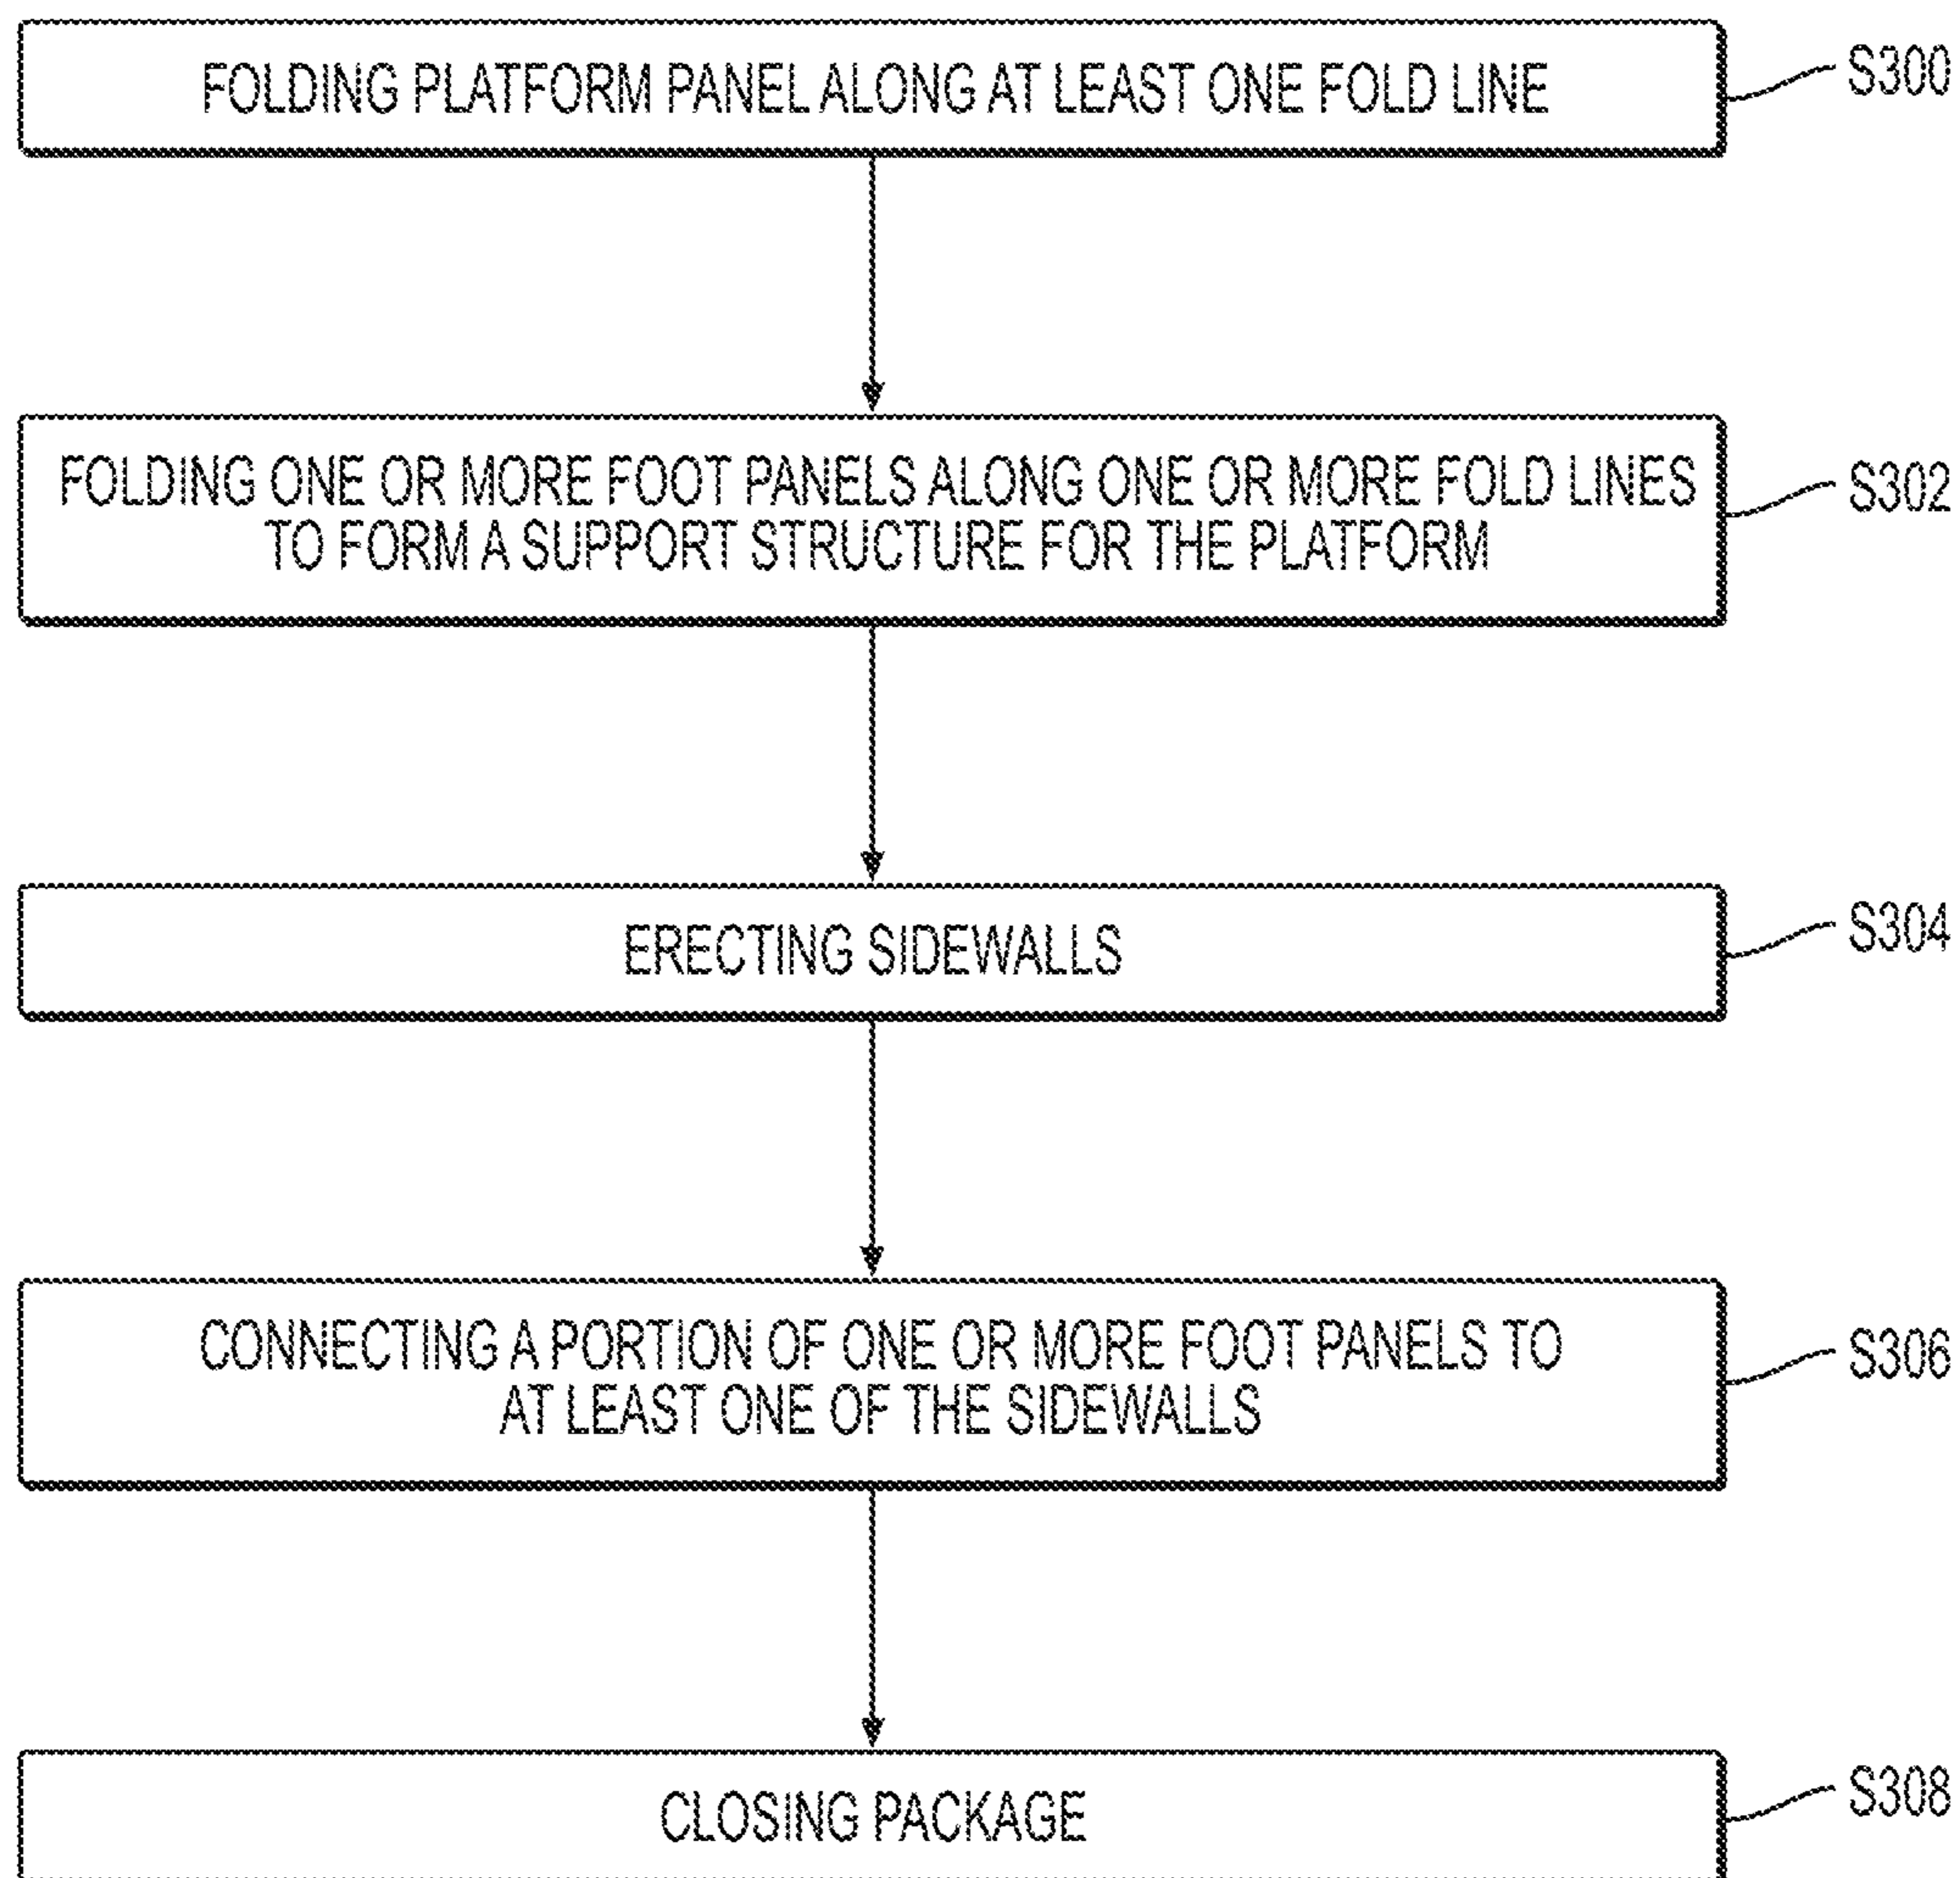 FOLDING PLATFORM PANEL ALONG AT LEAST ONE FOLD LINE
S300
FOLDING ONE OR MORE FOOT PANELS ALONG ONE OR MORE FOLD LINES
TO FORM A SUPPORT STRUCTURE FOR THE PLATFORM
S302
ERECTING SIDEWALLS
S304
CONNECTING A PORTION OF ONE OR MORE FOOT PANELS TO
AT LEAST ONE OF THE SIDEWALLS
S306
CLOSING PACKAGE
S308